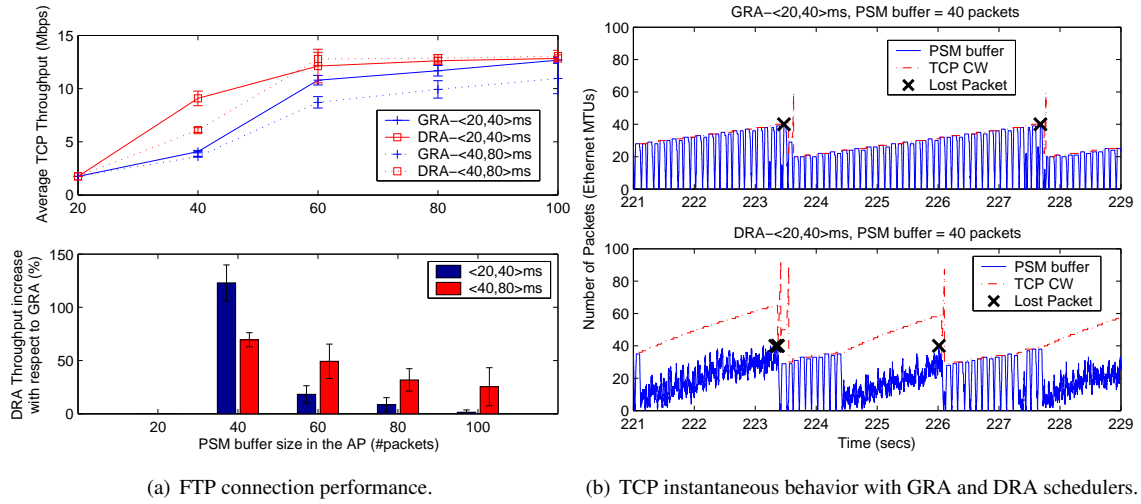 Average TCP Throughput (Mbps)
15
10
5
0
20 40 60 80 100
GRA−<20,40>ms
DRA−<20,40>ms
GRA−<40,80>ms
DRA−<40,80>ms
DRA Throughput increase
with respect to GRA (%)
150
100
50
0
20 40 60 80 100
<20,40>ms
<40,80>ms
PSM buffer size in the AP (#packets)
(a) FTP connection performance.
GRA−<20,40>ms, PSM buffer = 40 packets
Number of Packets (Ethernet MTUs)
100
80
60
40
20
0
221 222 223 224 225 226 227 228 229
PSM buffer
TCP CW
Lost Packet
DRA−<20,40>ms, PSM buffer = 40 packets
100
80
60
40
20
0
221 222 223 224 225 226 227 228 229
PSM buffer
TCP CW
Lost Packet
Time (secs)
(b) TCP instantaneous behavior with GRA and DRA schedulers.